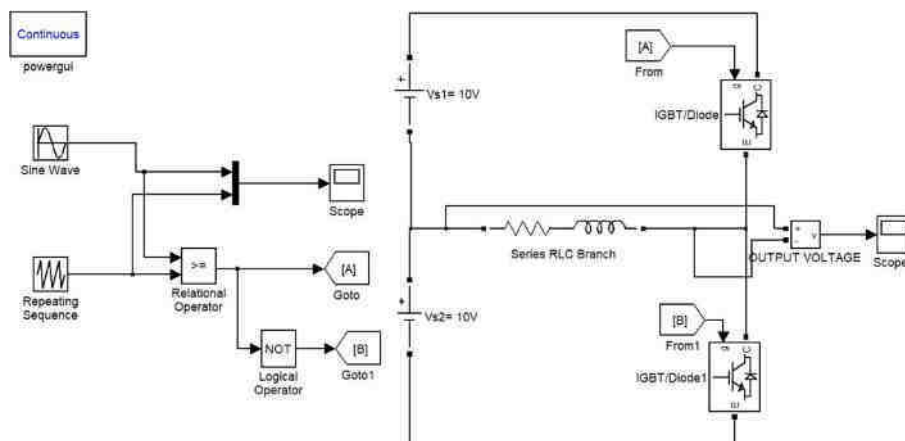 Continuous
powergui
Sine Wave
Scope
Repeating
Sequence
>=
Relational
Operator
[A]
Goto
NOT
Logical
Operator
[B]
Goto1
+
Vs1= 10V
[A]
From
g
C
IGBT/Diode
E
Series RLC Branch
+
-
v
OUTPUT VOLTAGE
Scope
+
Vs2= 10V
[B]
From1
g
C
IGBT/Diode1
E